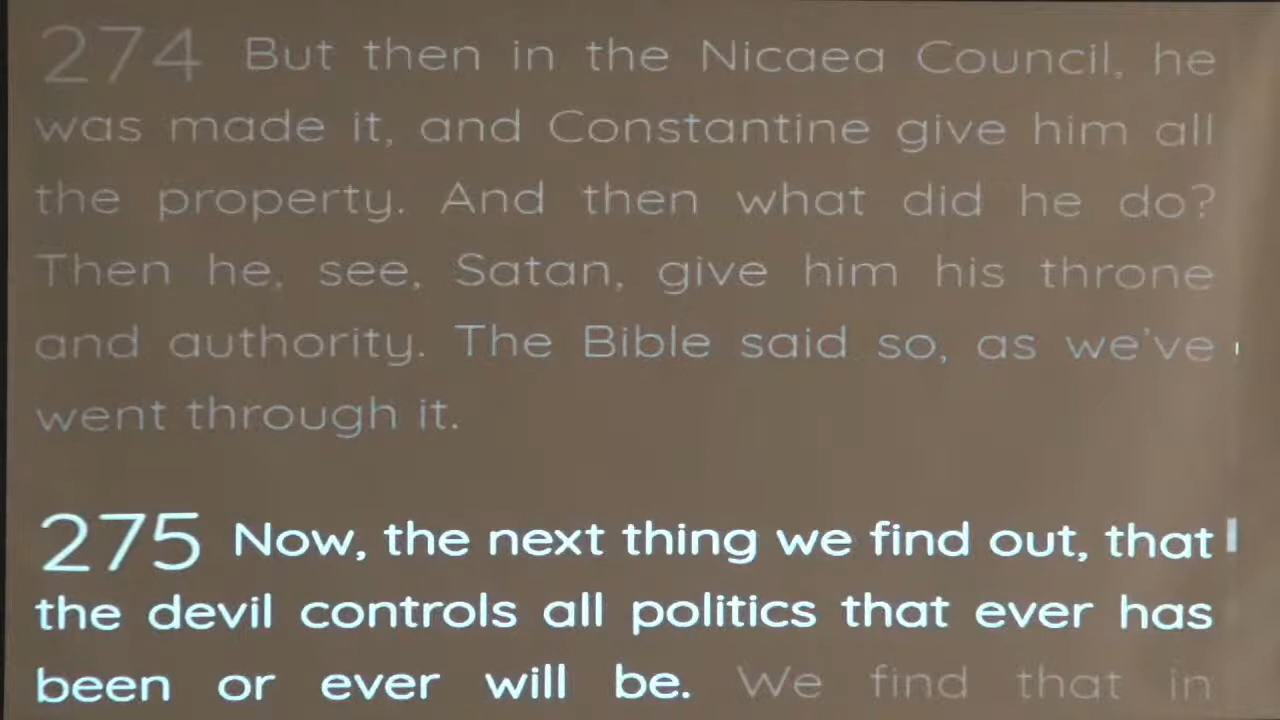 274 But then in the Nicaea Council, he
was made it, and Constantine give him all
the property. And then what did he do?
Then he, see, Satan, give him his throne
and authority. The Bible said so, as we've
went through it.
275 Now, the next thing we find out, that
the devil controls all politics that ever has
been or ever will be. We find that in